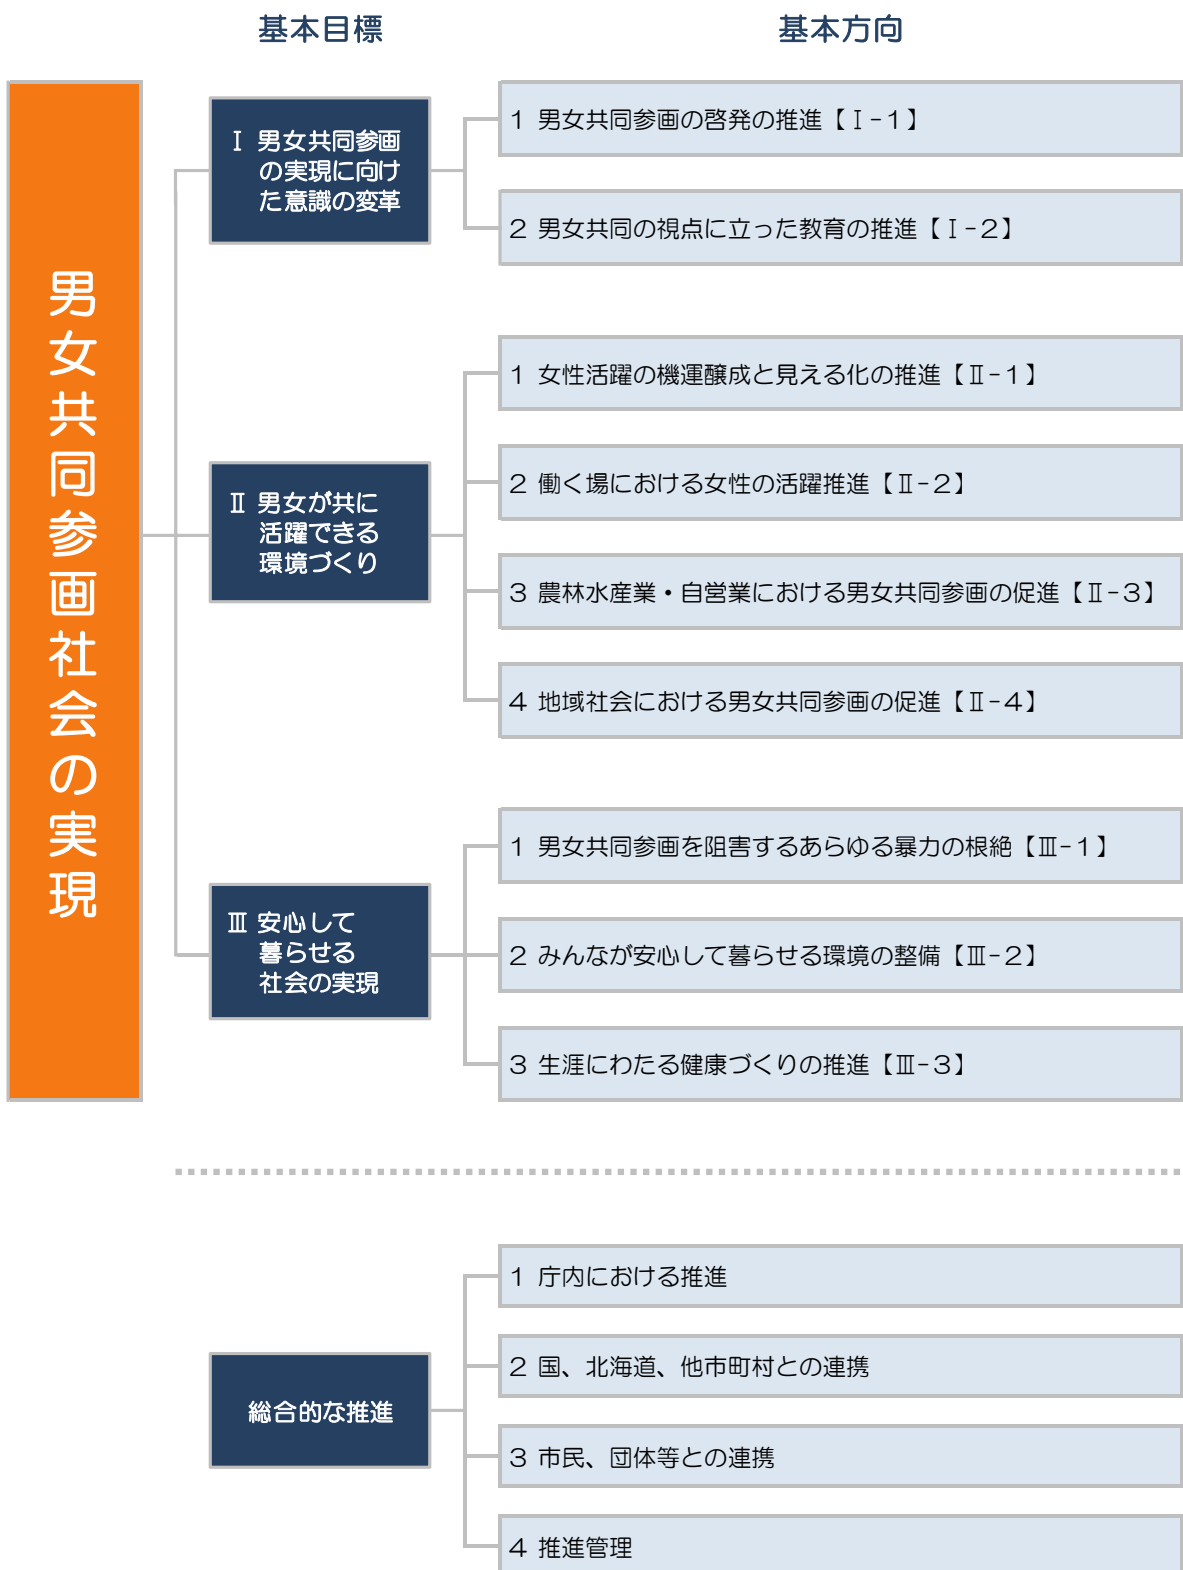 基本目標
基本方向
男女共同参画社会の実現
Ⅰ 男女共同参画
の実現に向け
た意識の変革
1 男女共同参画の啓発の推進【Ⅰ-1】
2 男女共同の視点に立った教育の推進【Ⅰ-2】
Ⅱ 男女が共に
活躍できる
環境づくり
1 女性活躍の機運醸成と見える化の推進【Ⅱ-1】
2 働く場における女性の活躍推進【Ⅱ-2】
3 農林水産業・自営業における男女共同参画の促進【Ⅱ-3】
4 地域社会における男女共同参画の促進【Ⅱ-4】
Ⅲ 安心して
暮らせる
社会の実現
1 男女共同参画を阻害するあらゆる暴力の根絶【Ⅲ-1】
2 みんなが安心して暮らせる環境の整備【Ⅲ-2】
3 生涯にわたる健康づくりの推進【Ⅲ-3】
総合的な推進
1 庁内における推進
2 国、北海道、他市町村との連携
3 市民、団体等との連携
4 推進管理